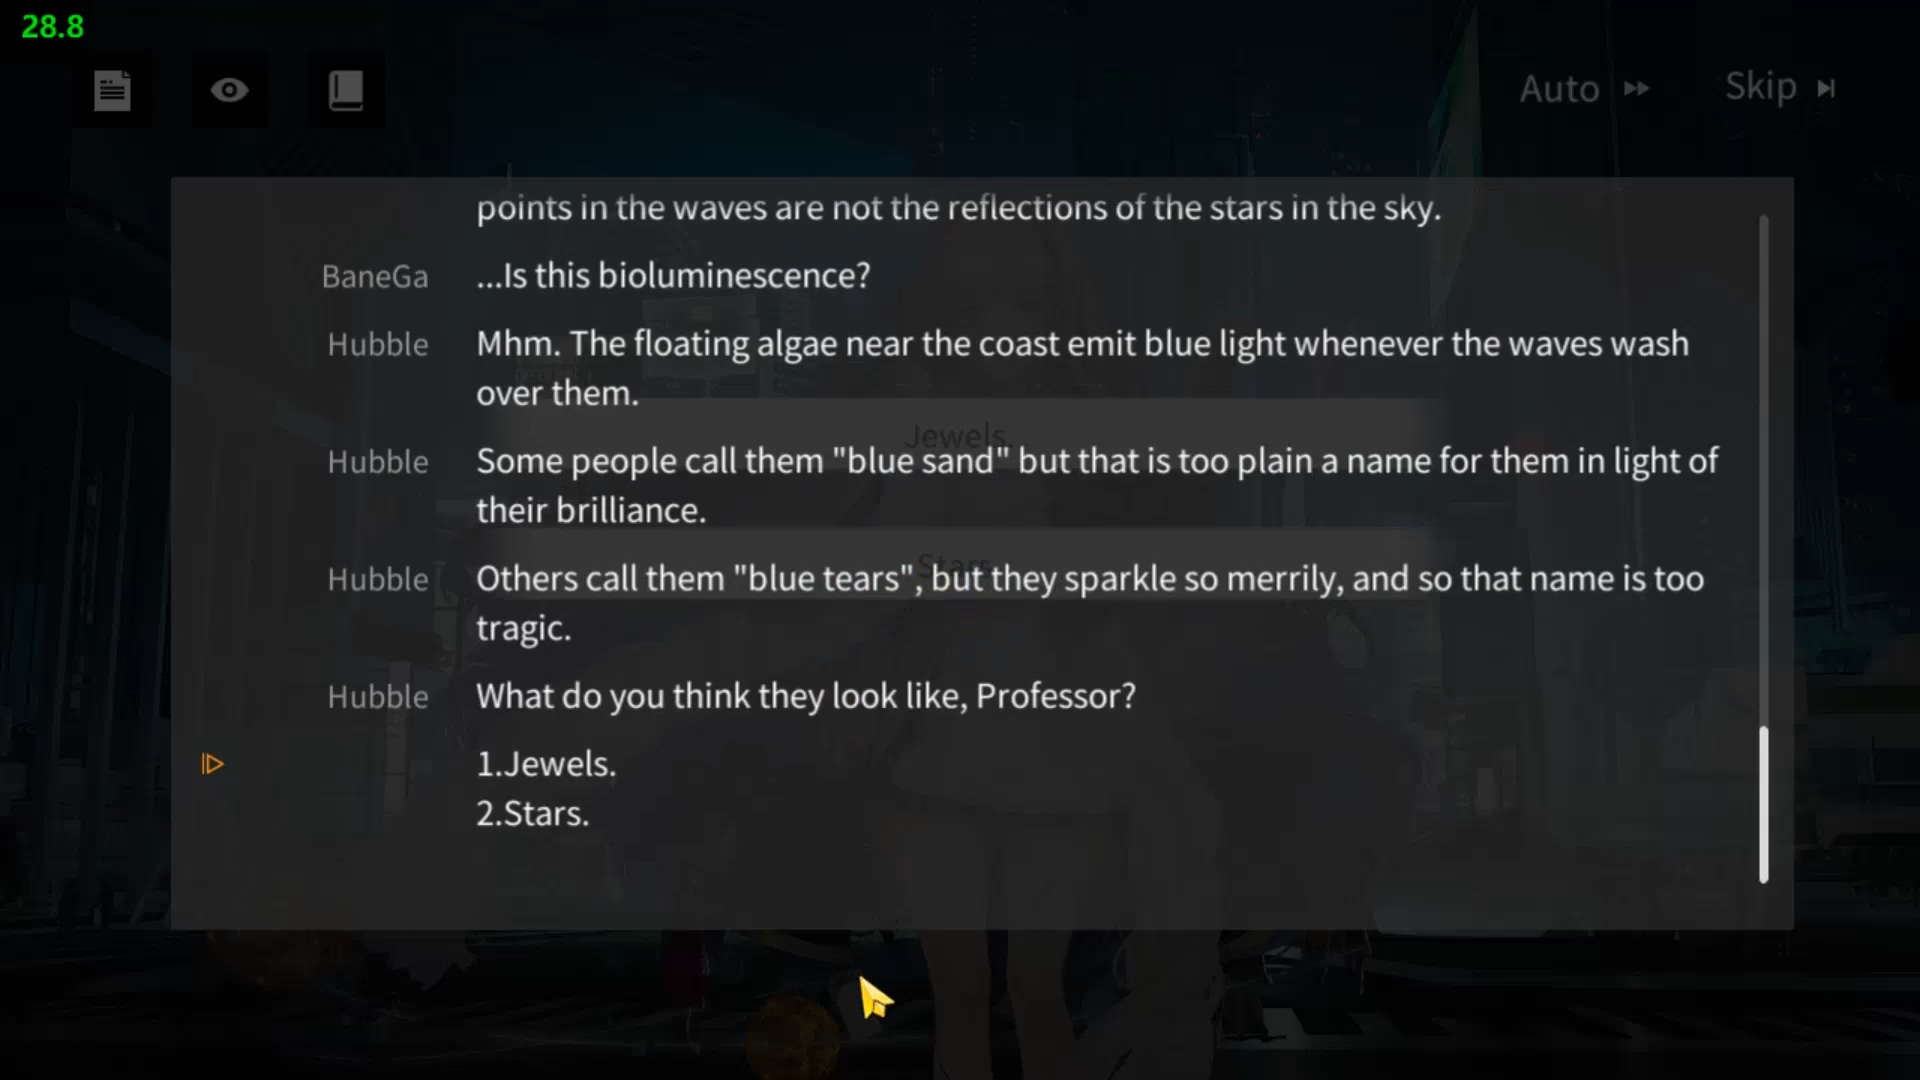 28.8
Auto
Skip
points in the waves are not the reflections of the stars in the sky.
BaneGa ...Is this bioluminescence?
Hubble Mhm. The floating algae near the coast emit blue light whenever the waves wash
over them.
Jewels.
Hubble Some people call them "blue sand" but that is too plain a name for them in light of
their brilliance.
Stars.
Hubble Others call them "blue tears", but they sparkle so merrily, and so that name is too
tragic.
Hubble What do you think they look like, Professor?
1.Jewels.
2.Stars.